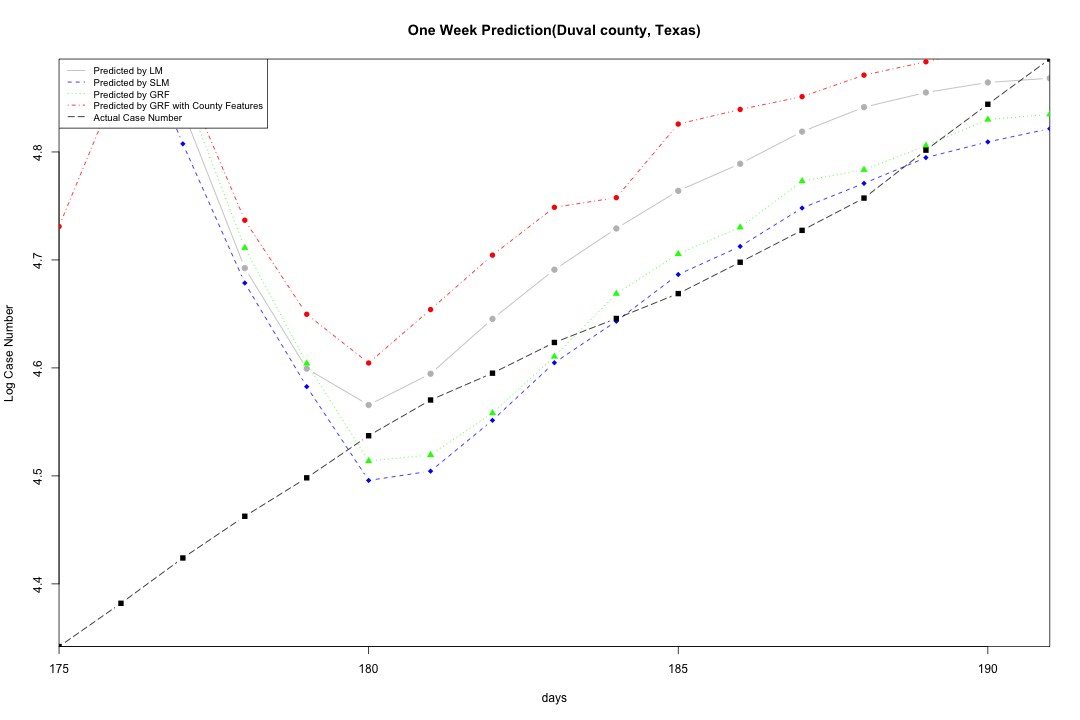 One Week Prediction(Duval county, Texas)
Predicted by LM
Predicted by SLM
Predicted by GRF
Predicted by GRF with County Features
Actual Case Number
4.8
4.7
4.6
4.5
4.4
Log Case Number
175 180 185 190
days